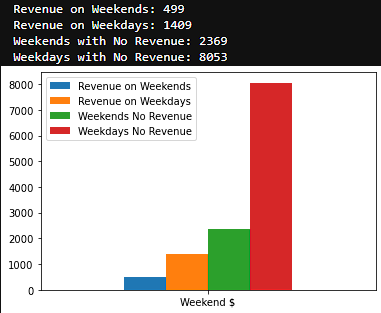 Revenue on Weekends: 499
Revenue on Weekdays: 1409
Weekends with No Revenue: 2369
Weekdays with No Revenue: 8053
8000
7000
6000
5000
4000
3000
2000
1000
0
Revenue on Weekends
Revenue on Weekdays
Weekends No Revenue
Weekdays No Revenue
Weekend $